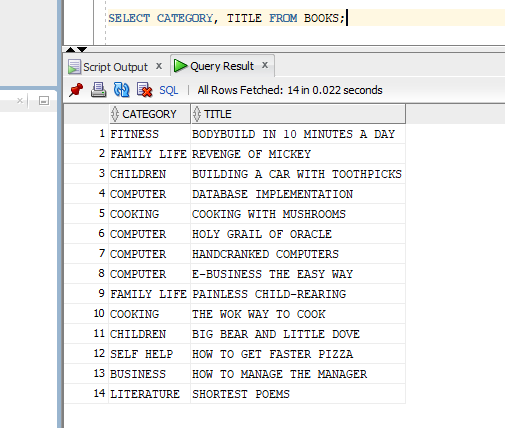 SELECT CATEGORY, TITLE FROM BOOKS;
Script Output x Query Result x
SQL | All Rows Fetched: 14 in 0.022 seconds
CATEGORY TITLE
1 FITNESS BODYBUILD IN 10 MINUTES A DAY
2 FAMILY LIFE REVENGE OF MICKEY
3 CHILDREN BUILDING A CAR WITH TOOTHPICKS
4 COMPUTER DATABASE IMPLEMENTATION
5 COOKING COOKING WITH MUSHROOMS
6 COMPUTER HOLY GRAIL OF ORACLE
7 COMPUTER HANDCRANKED COMPUTERS
8 COMPUTER E-BUSINESS THE EASY WAY
9 FAMILY LIFE PAINLESS CHILD-REARING
10 COOKING THE WOK WAY TO COOK
11 CHILDREN BIG BEAR AND LITTLE DOVE
12 SELF HELP HOW TO GET FASTER PIZZA
13 BUSINESS HOW TO MANAGE THE MANAGER
14 LITERATURE SHORTEST POEMS